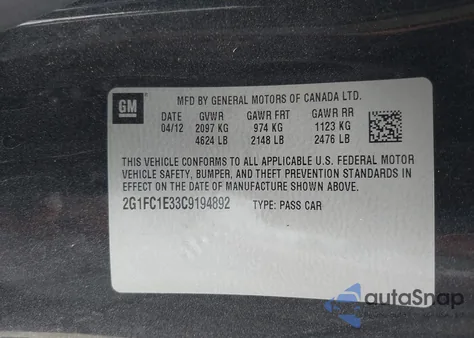 GM
MFD BY GENERAL MOTORS OF CANADA LTD.
DATE GVWR GAWR FRT GAWR RR
04/12 2097 KG 974 KG 1123 KG
4624 LB 2148 LB 2476 LB
THIS VEHICLE CONFORMS TO ALL APPLICABLE U.S. FEDERAL MOTOR
VEHICLE SAFETY, BUMPER, AND THEFT PREVENTION STANDARDS IN
EFFECT ON THE DATE OF MANUFACTURE SHOWN ABOVE.
2G1FC1E33C9194892 TYPE: PASS CAR
autoSnap